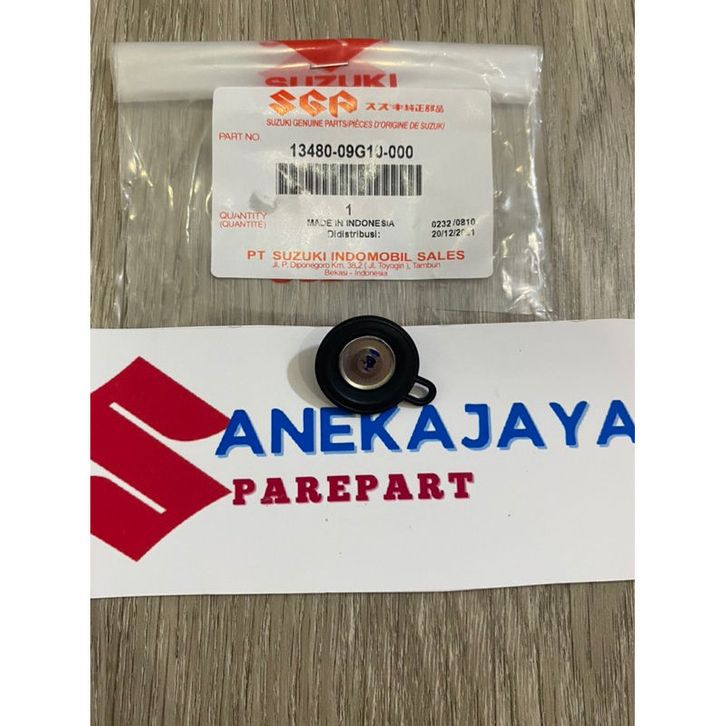 SUZUKI
SGP スズキ純正部品
SUZUKI GENUINE PARTS/PIÈCES D'ORIGINE DE SUZUKI
PART NO.
13480-09G10-000
QUANTITY
(QUANTITÉ)
1
MADE IN INDONESIA
Didistribusi:
0232/0810
20/12/2021
PT SUZUKI INDOMOBIL SALES
Jl. P. Diponegoro Km. 38,2 ( Jl. Toyogiri ), Tambun
Bekasi - Indonesia
ANEKAJAYA
PAREPART